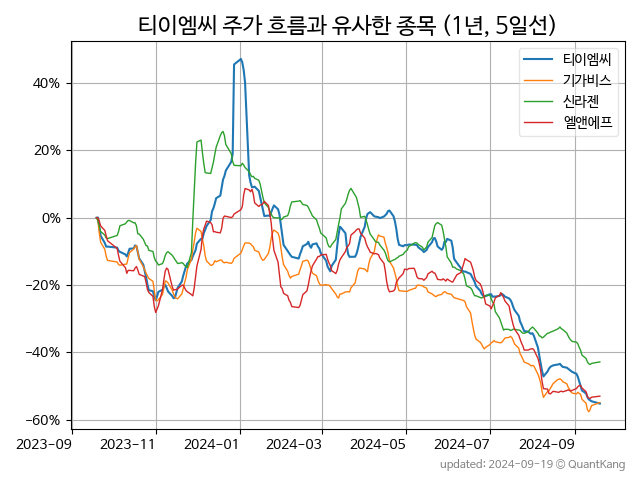 티이엠씨 주가 흐름과 유사한 종목 (1년, 5일선)
티이엠씨
기가비스
신라젠
엘앤에프
40%
20%
0%
−20%
−40%
−60%
2023-09 2023-11 2024-01 2024-03 2024-05 2024-07 2024-09
updated: 2024-09-19 © QuantKang